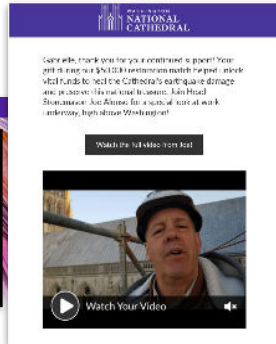 WASHINGTON
NATIONAL
CATHEDRAL
Gabrielle, thank you for your continued support! Your
gift during our $50,000 restoration match helped unlock
vital funds to heal the Cathedral's earthquake damage
and preserve this national treasure. Join Head
Stonemason Joe Alonso for a special look at work
underway, high above Washington!
Watch the full video from Joe!
Watch Your Video